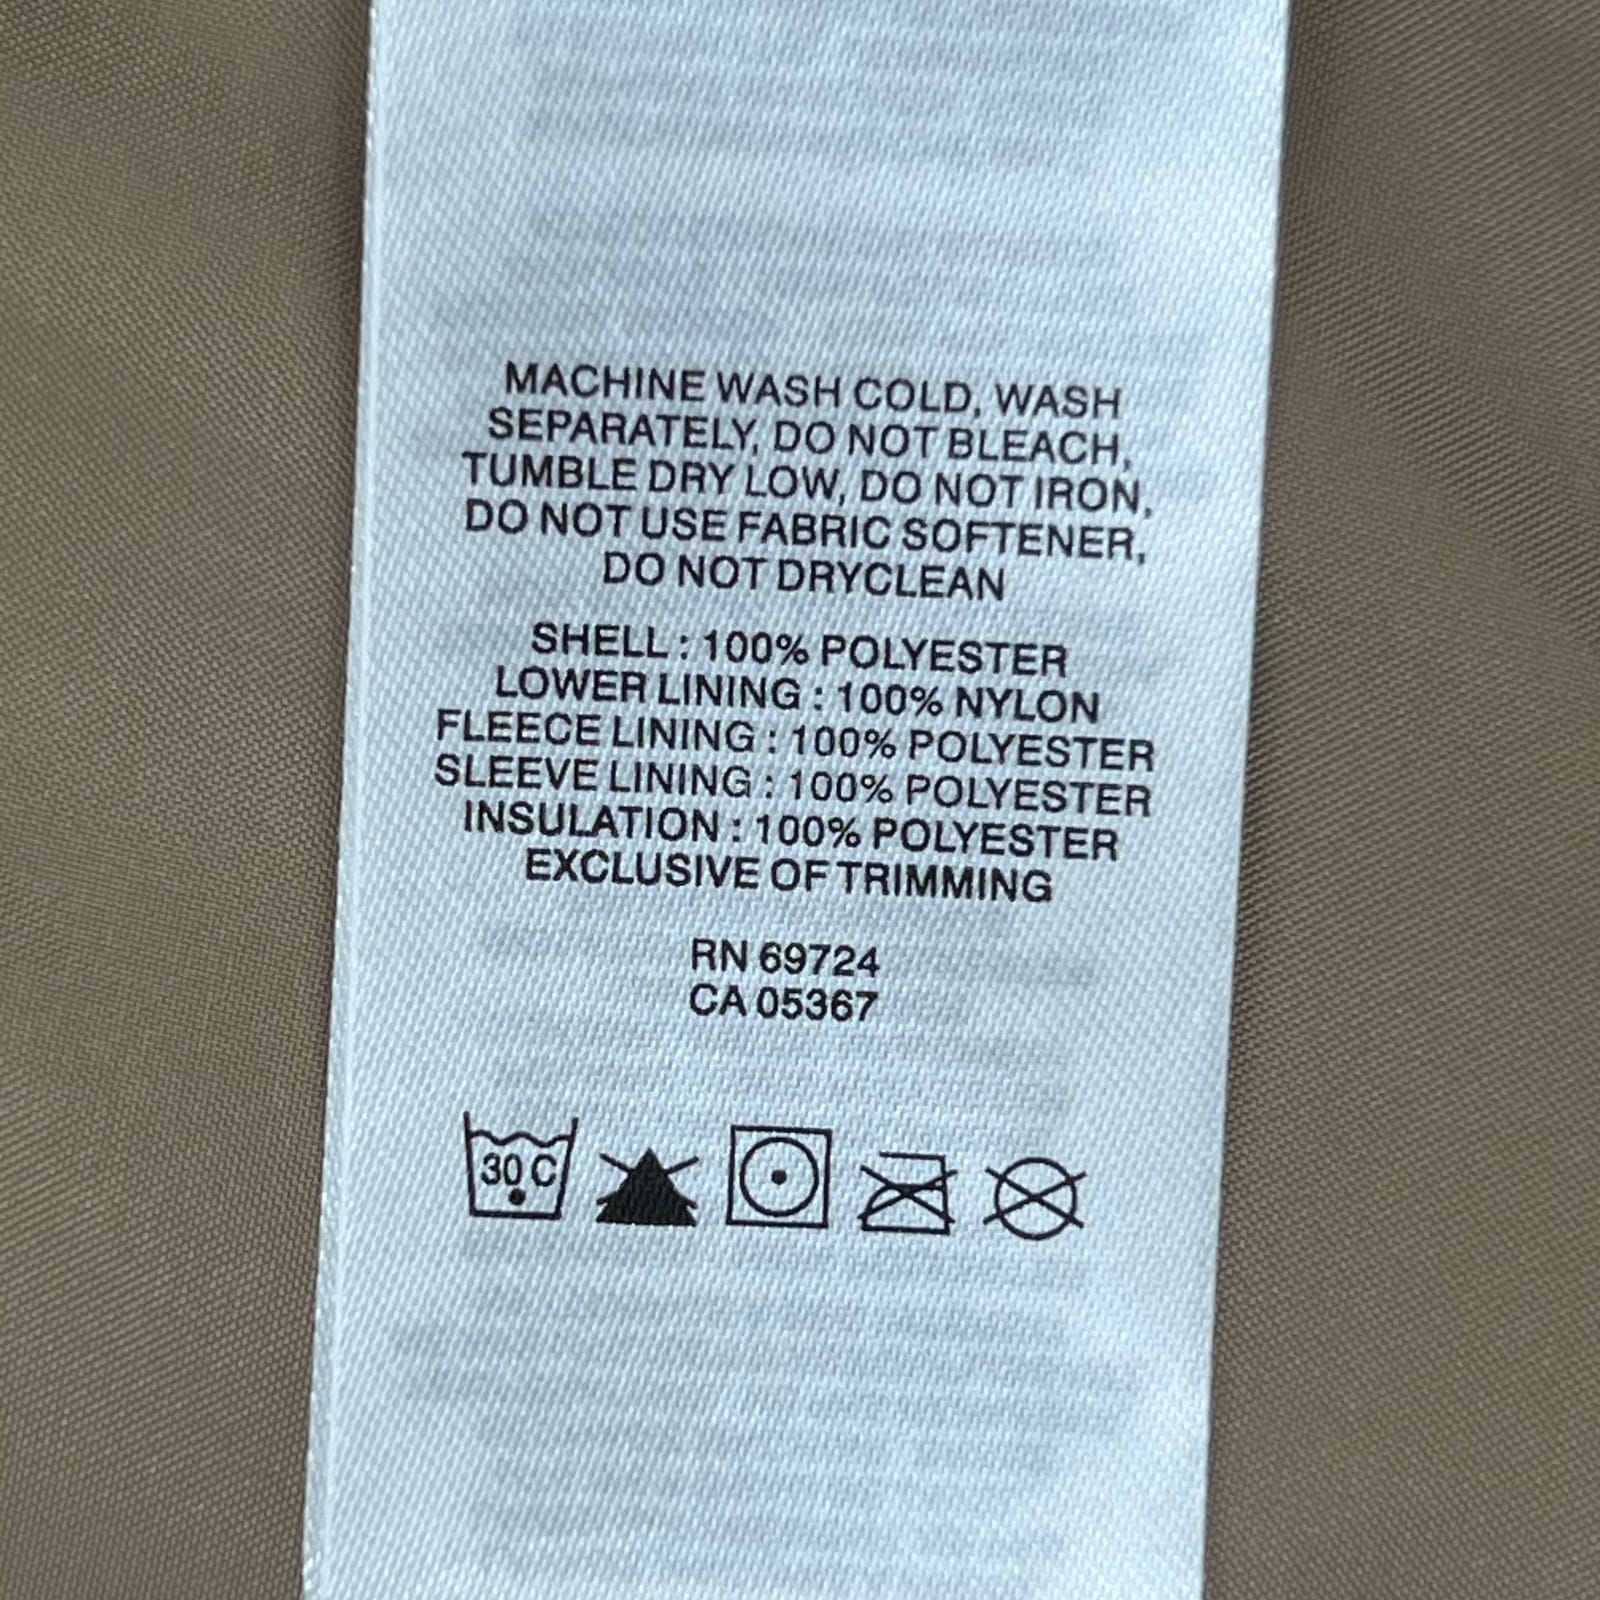 MACHINE WASH COLD, WASH
SEPARATELY, DO NOT BLEACH,
TUMBLE DRY LOW, DO NOT IRON,
DO NOT USE FABRIC SOFTENER,
DO NOT DRYCLEAN
SHELL : 100% POLYESTER
LOWER LINING : 100% NYLON
FLEECE LINING : 100% POLYESTER
SLEEVE LINING : 100% POLYESTER
INSULATION : 100% POLYESTER
EXCLUSIVE OF TRIMMING
RN 69724
CA 05367
30 C